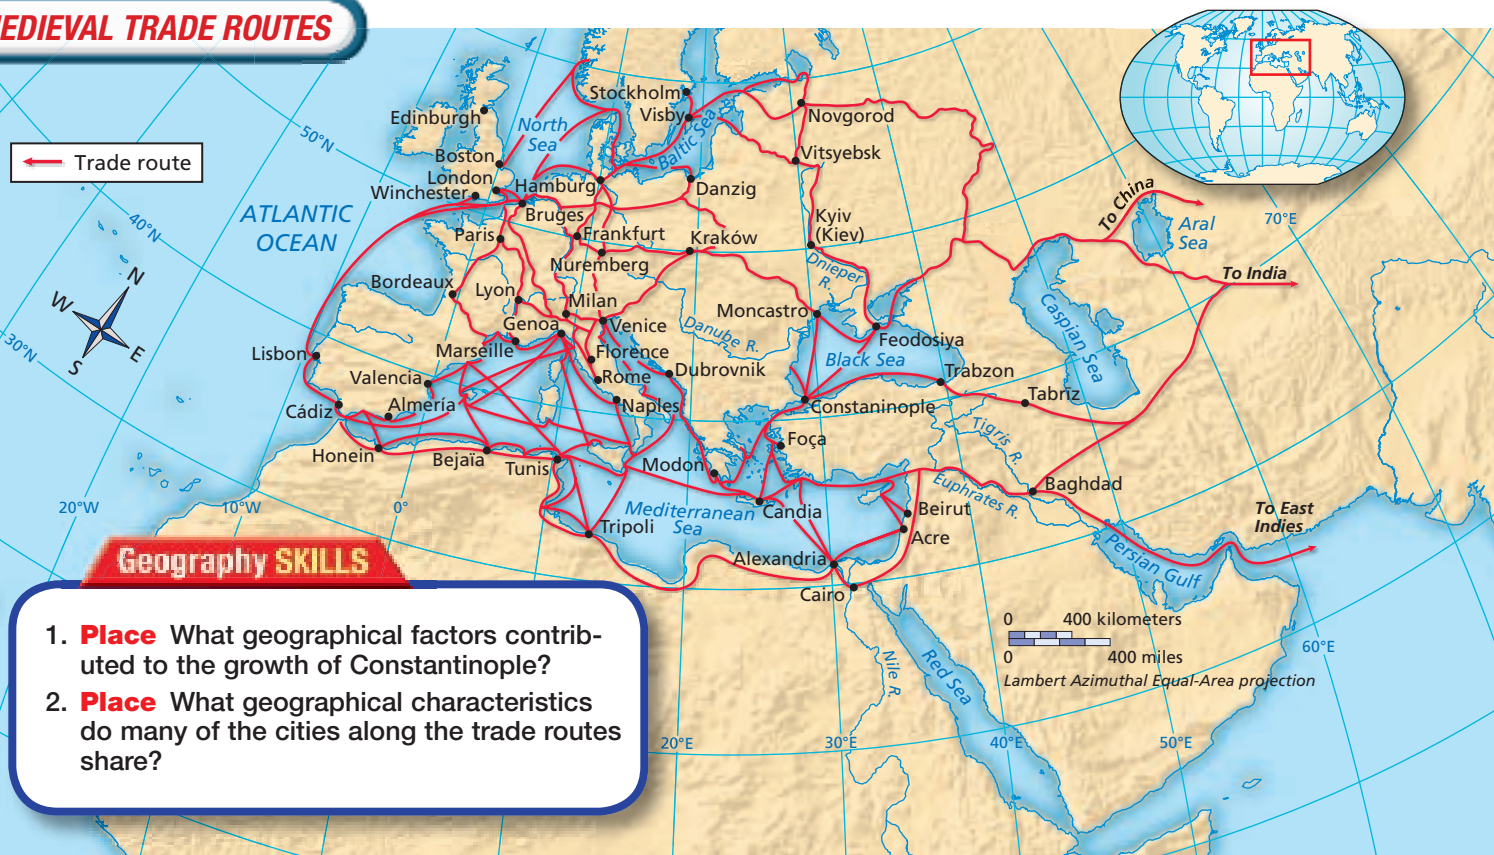 MEDIEVAL TRADE ROUTES
Trade route
Stockholm
Visby
Novgorod
Edinburgh
North
Sea
Baltic Sea
Boston
Vitsyebsk
London
Hamburg
Winchester
Danzig
Bruges
ATLANTIC
OCEAN
Paris
Frankfurt
Kraków
Kyiv
(Kiev)
Nuremberg
Dnieper
R.
To China
Aral
Sea
70°E
To India
50°N
40°N
30°N
N
W
E
S
Bordeaux
Lyon
Milan
Moncastro
Genoa
Venice
Danube R.
Feodosiya
Caspian Sea
Lisbon
Marseille
Florence
Black Sea
Valencia
Rome
Dubrovnik
Trabzon
Cádiz
Almería
Naples
Constaninople
Tabrīz
Foça
Tigris R.
Honein
Bejaïa
Tunis
Modon
Baghdad
Euphrates R.
20°W
10°W
0°
Mediterranean
Sea
Candia
Beirut
To East
Indies
Tripoli
Acre
Persian Gulf
Alexandria
Cairo
0
400 kilometers
0
400 miles
Lambert Azimuthal Equal-Area projection
60°E
Nile R.
Red Sea
20°E
30°E
40°E
50°E
Geography SKILLS
1. Place What geographical factors contrib-
uted to the growth of Constantinople?
2. Place What geographical characteristics
do many of the cities along the trade routes
share?